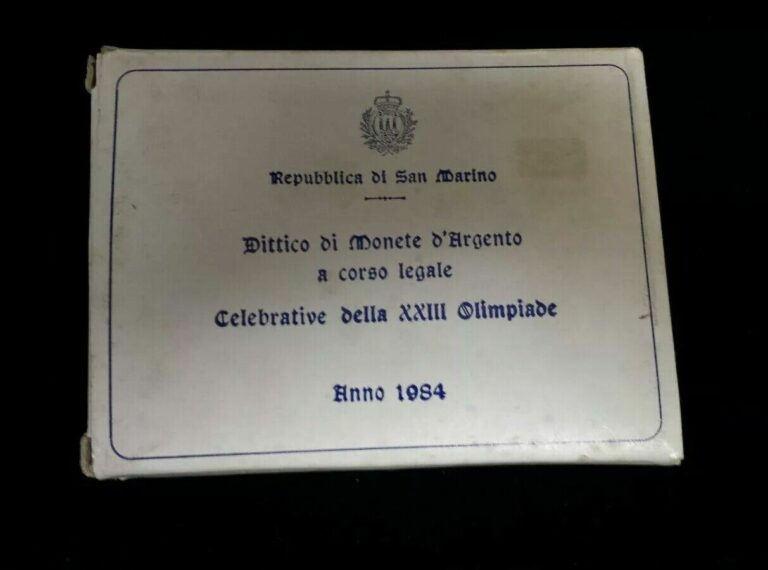 Repubblica di San Marino
Dittico di Monete d'Argento
a corso legale
Celebrative della XXIII Olimpiade
Anno 1984